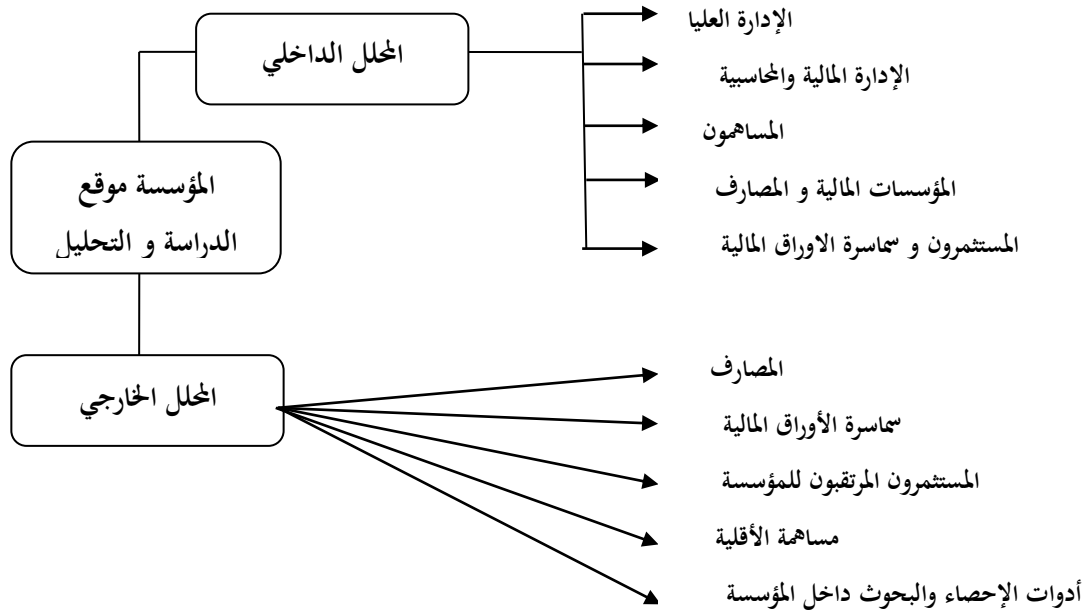 المحلل الداخلي
الإدارة العليا
الإدارة المالية والمحاسبية
المساهمون
المؤسسات المالية و المصارف
المستثمرون و سماسرة الاوراق المالية
المؤسسة موقع
الدراسة و التحليل
المحلل الخارجي
المصارف
سماسرة الأوراق المالية
المستثمرون المرتقبون للمؤسسة
مساهمة الأقلية
أدوات الإحصاء والبحوث داخل المؤسسة